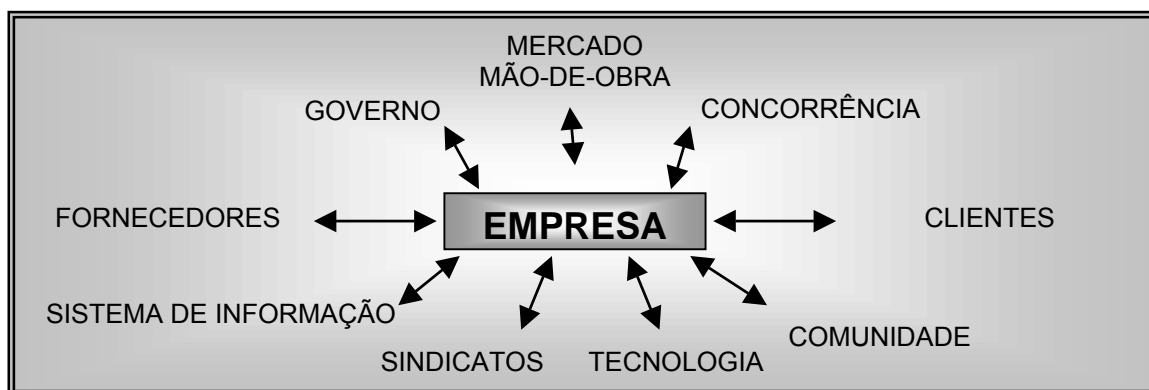 MERCADO
MÃO-DE-OBRA
GOVERNO
CONCORRÊNCIA
FORNECEDORES
EMPRESA
CLIENTES
SISTEMA DE INFORMAÇÃO
COMUNIDADE
SINDICATOS
TECNOLOGIA